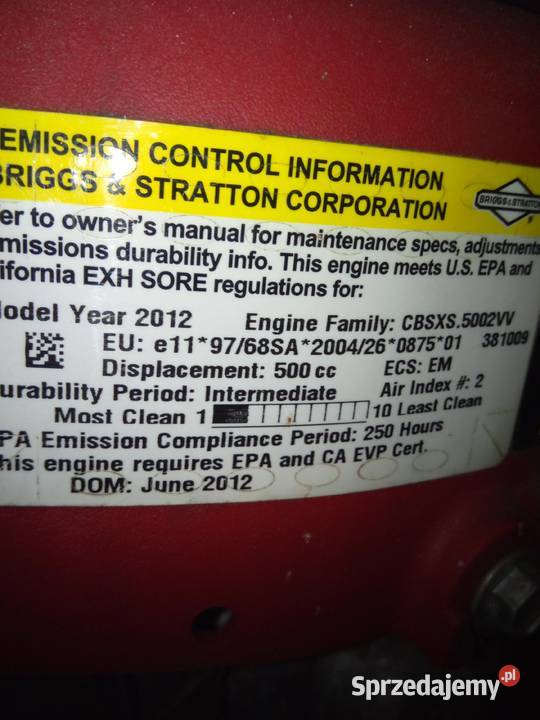 Sprzedajemy.pl
EMISSION CONTROL INFORMATION
BRIGGS & STRATTON CORPORATION
BRIGGS & STRATTON
er to owner's manual for maintenance specs, adjustments
missions durability info. This engine meets U.S. EPA and
ifornia EXH SORE regulations for:
Model Year 2012 Engine Family: CBSXS.5002VV
EU: e11*97/68SA*2004/26*0875*01 381009
Displacement: 500 cc ECS: EM
urability Period: Intermediate Air Index #: 2
Most Clean 1 10 Least Clean
PA Emission Compliance Period: 250 Hours
his engine requires EPA and CA EVP Cert.
DOM: June 2012
Sprzedajemy.pl